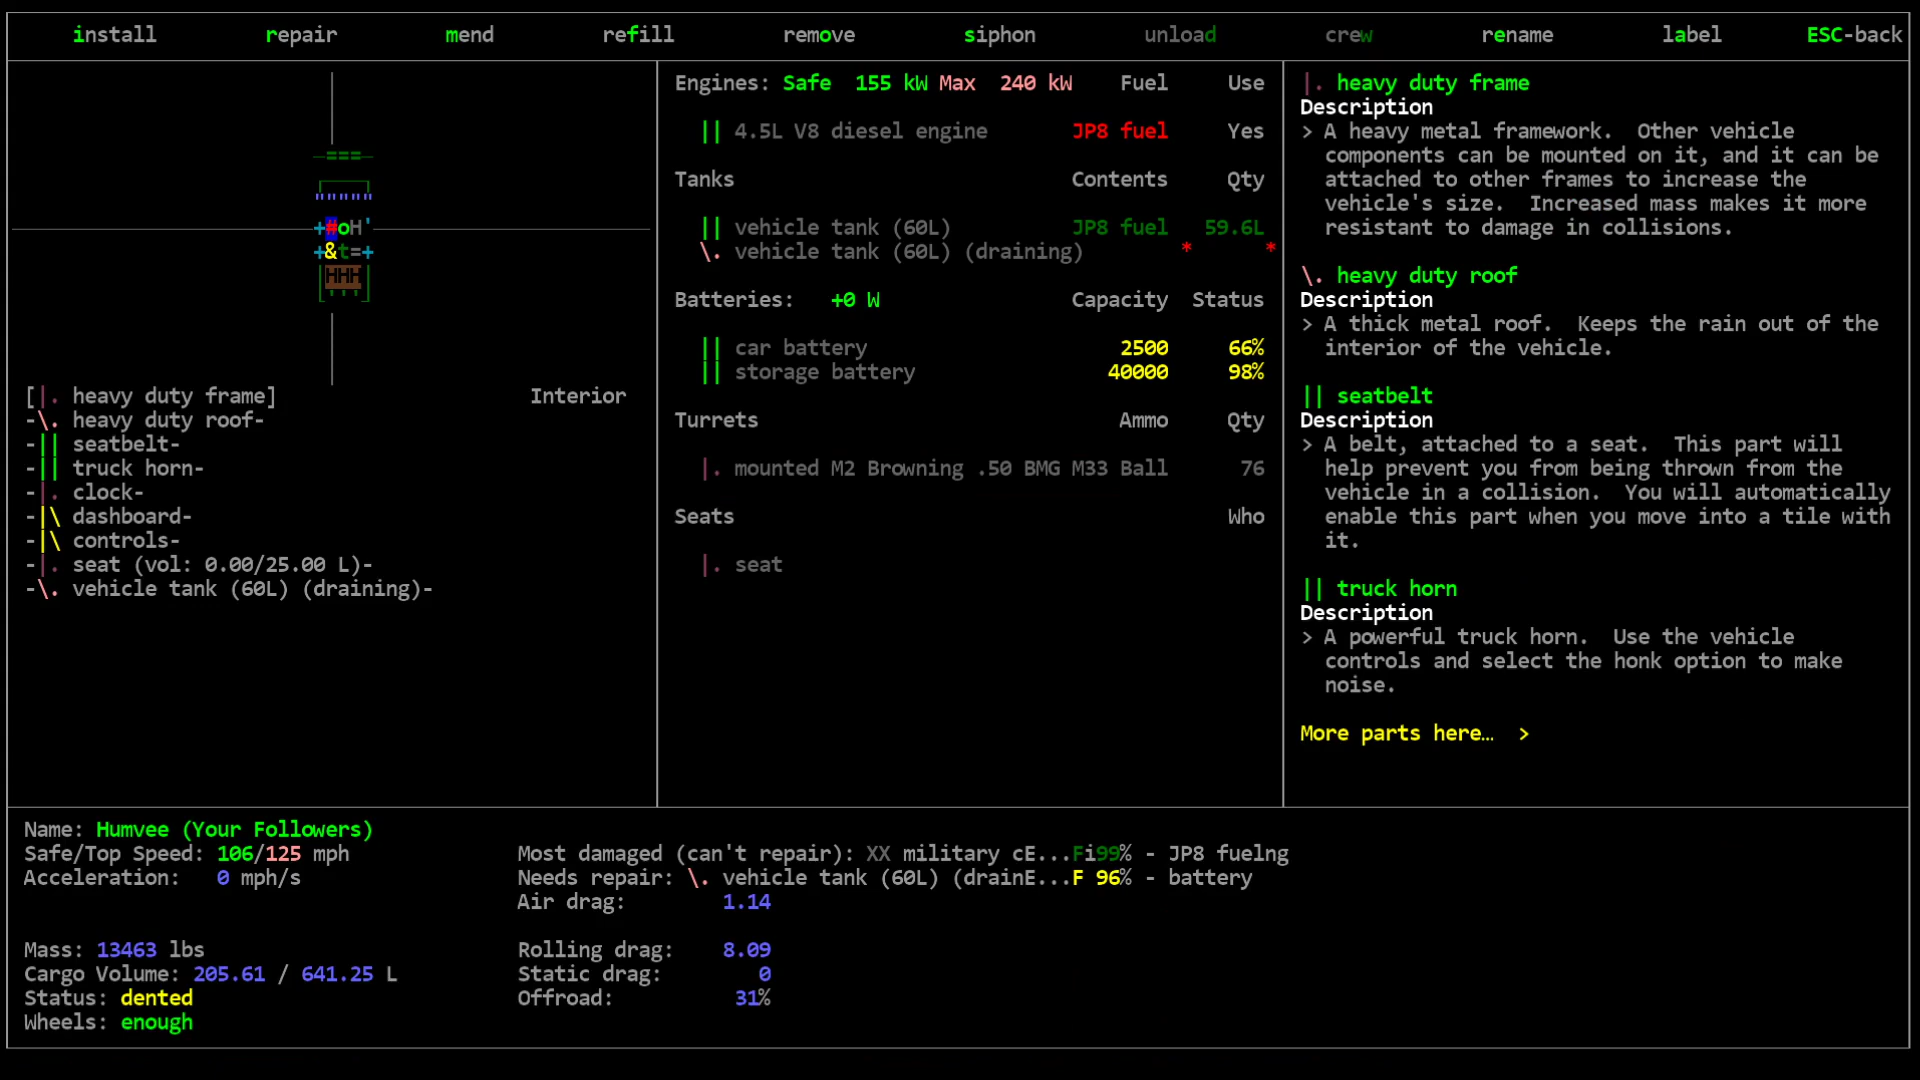 install repair mend refill remove siphon unload crew rename label ESC-back
Engines: Safe 155 kW Max 240 kW Fuel Use
|| 4.5L V8 diesel engine JP8 fuel Yes
Tanks Contents Qty
|| vehicle tank (60L) JP8 fuel 59.6L
\. vehicle tank (60L) (draining) * *
Batteries: +0 W Capacity Status
|| car battery 2500 66%
|| storage battery 40000 98%
Turrets Ammo Qty
|. mounted M2 Browning .50 BMG M33 Ball 76
Seats Who
|. seat
[|. heavy duty frame] Interior
-\. heavy duty roof-
-|| seatbelt-
-|| truck horn-
-|. clock-
-|\ dashboard-
-|\ controls-
-|. seat (vol: 0.00/25.00 L)-
-\. vehicle tank (60L) (draining)-
|. heavy duty frame
Description
> A heavy metal framework. Other vehicle
components can be mounted on it, and it can be
attached to other frames to increase the
vehicle's size. Increased mass makes it more
resistant to damage in collisions.
\. heavy duty roof
Description
> A thick metal roof. Keeps the rain out of the
interior of the vehicle.
|| seatbelt
Description
> A belt, attached to a seat. This part will
help prevent you from being thrown from the
vehicle in a collision. You will automatically
enable this part when you move into a tile with
it.
|| truck horn
Description
> A powerful truck horn. Use the vehicle
controls and select the honk option to make
noise.
More parts here… >
Name: Humvee (Your Followers)
Safe/Top Speed: 106/125 mph
Acceleration: 0 mph/s
Mass: 13463 lbs
Cargo Volume: 205.61 / 641.25 L
Status: dented
Wheels: enough
Most damaged (can't repair): XX military cE...Fi99% - JP8 fuelng
Needs repair: \. vehicle tank (60L) (drainE...F 96% - battery
Air drag: 1.14
Rolling drag: 8.09
Static drag: 0
Offroad: 31%